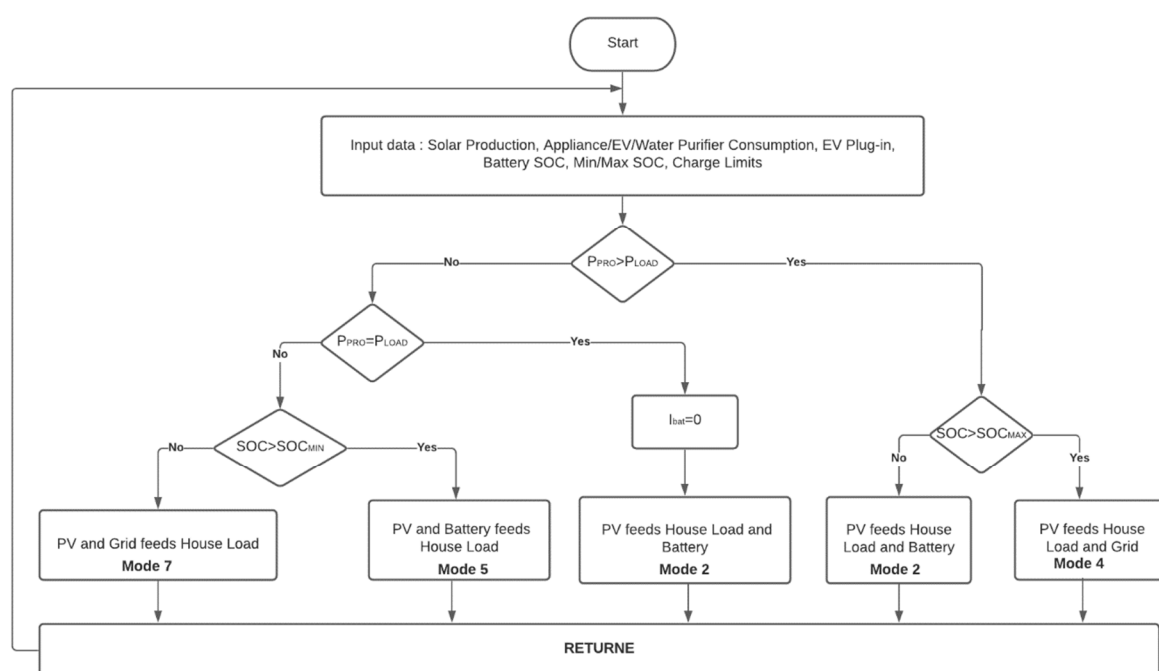 Start
Input data : Solar Production, Appliance/EV/Water Purifier Consumption, EV Plug-in,
Battery SOC, Min/Max SOC, Charge Limits
PPRO>PLOAD
No
Yes
PPRO=PLOAD
No
Yes
Ibat=0
SOC>SOCMIN
No
Yes
SOC>SOCMAX
No
Yes
PV and Grid feeds House Load
Mode 7
PV and Battery feeds
House Load
Mode 5
PV feeds House Load and
Battery
Mode 2
PV feeds House
Load and Battery
Mode 2
PV feeds House
Load and Grid
Mode 4
RETURNE